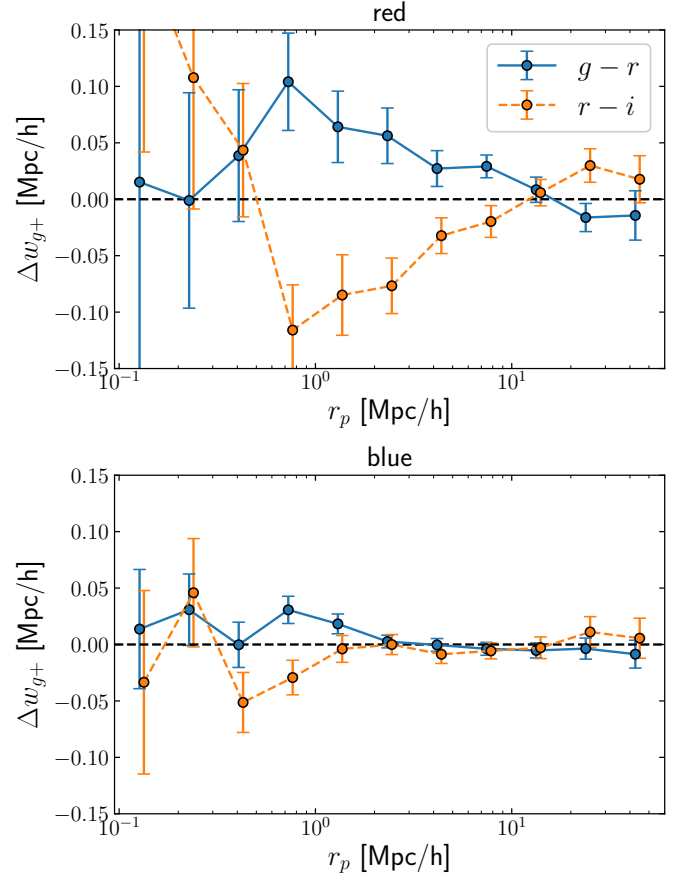 red
0.15
0.10
0.05
0.00
−0.05
−0.10
−0.15
Δw_{g+} [Mpc/h]
g − r
r − i
10^{−1} 10^{0} 10^{1}
r_p [Mpc/h]
blue
0.15
0.10
0.05
0.00
−0.05
−0.10
−0.15
Δw_{g+} [Mpc/h]
10^{−1} 10^{0} 10^{1}
r_p [Mpc/h]